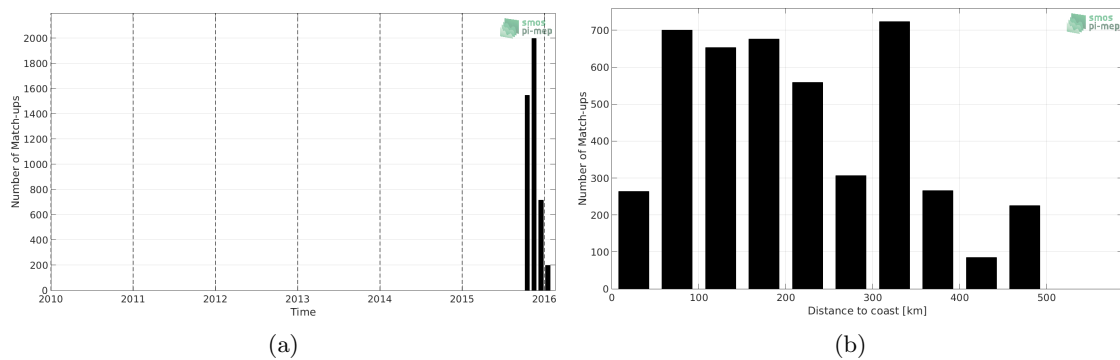 smos
pi-mep
Number of Match-ups
2000
1800
1600
1400
1200
1000
800
600
400
200
0
2010 2011 2012 2013 2014 2015 2016
Time
(a)
smos
pi-mep
Number of Match-ups
700
600
500
400
300
200
100
0
0 100 200 300 400 500
Distance to coast [km]
(b)